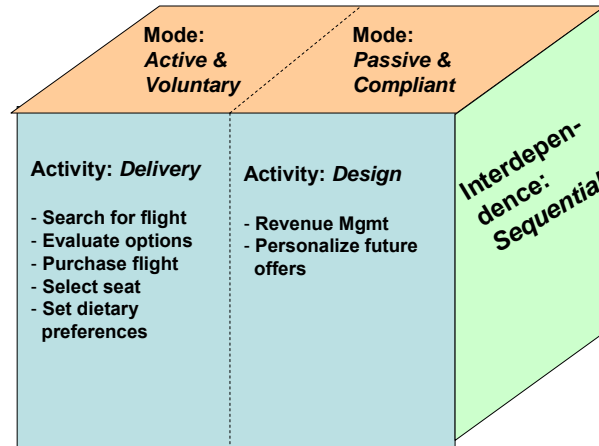 Mode:
Active &
Voluntary
Mode:
Passive &
Compliant
Activity: Delivery
- Search for flight
- Evaluate options
- Purchase flight
- Select seat
- Set dietary
preferences
Activity: Design
- Revenue Mgmt
- Personalize future
offers
Interdepen-
dence:
Sequential